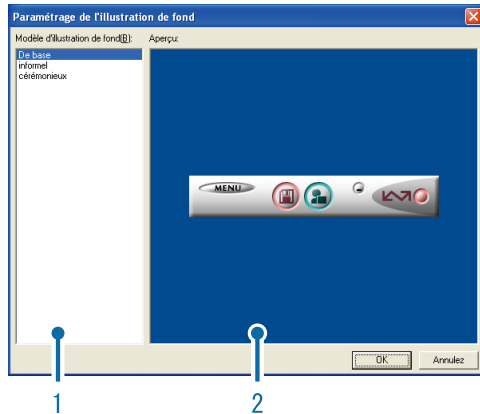 Paramétrage de l'illustration de fond
Modèle d'illustration de fond(B): Aperçu:
De base
informel
cérémonieux
MENU
OK Annulez
1 2